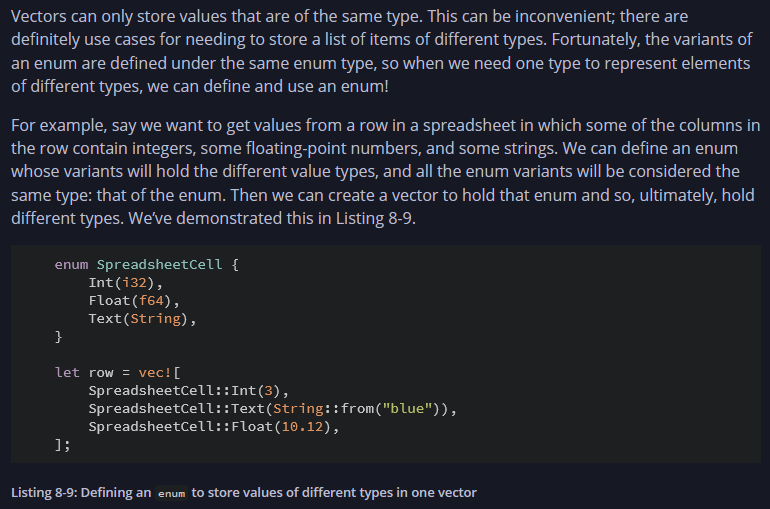 Vectors can only store values that are of the same type. This can be inconvenient; there are
definitely use cases for needing to store a list of items of different types. Fortunately, the variants of
an enum are defined under the same enum type, so when we need one type to represent elements
of different types, we can define and use an enum!
For example, say we want to get values from a row in a spreadsheet in which some of the columns in
the row contain integers, some floating-point numbers, and some strings. We can define an enum
whose variants will hold the different value types, and all the enum variants will be considered the
same type: that of the enum. Then we can create a vector to hold that enum and so, ultimately, hold
different types. We’ve demonstrated this in Listing 8-9.
enum SpreadsheetCell {
    Int(i32),
    Float(f64),
    Text(String),
}
let row = vec![
    SpreadsheetCell::Int(3),
    SpreadsheetCell::Text(String::from("blue")),
    SpreadsheetCell::Float(10.12),
];
Listing 8-9: Defining an enum to store values of different types in one vector